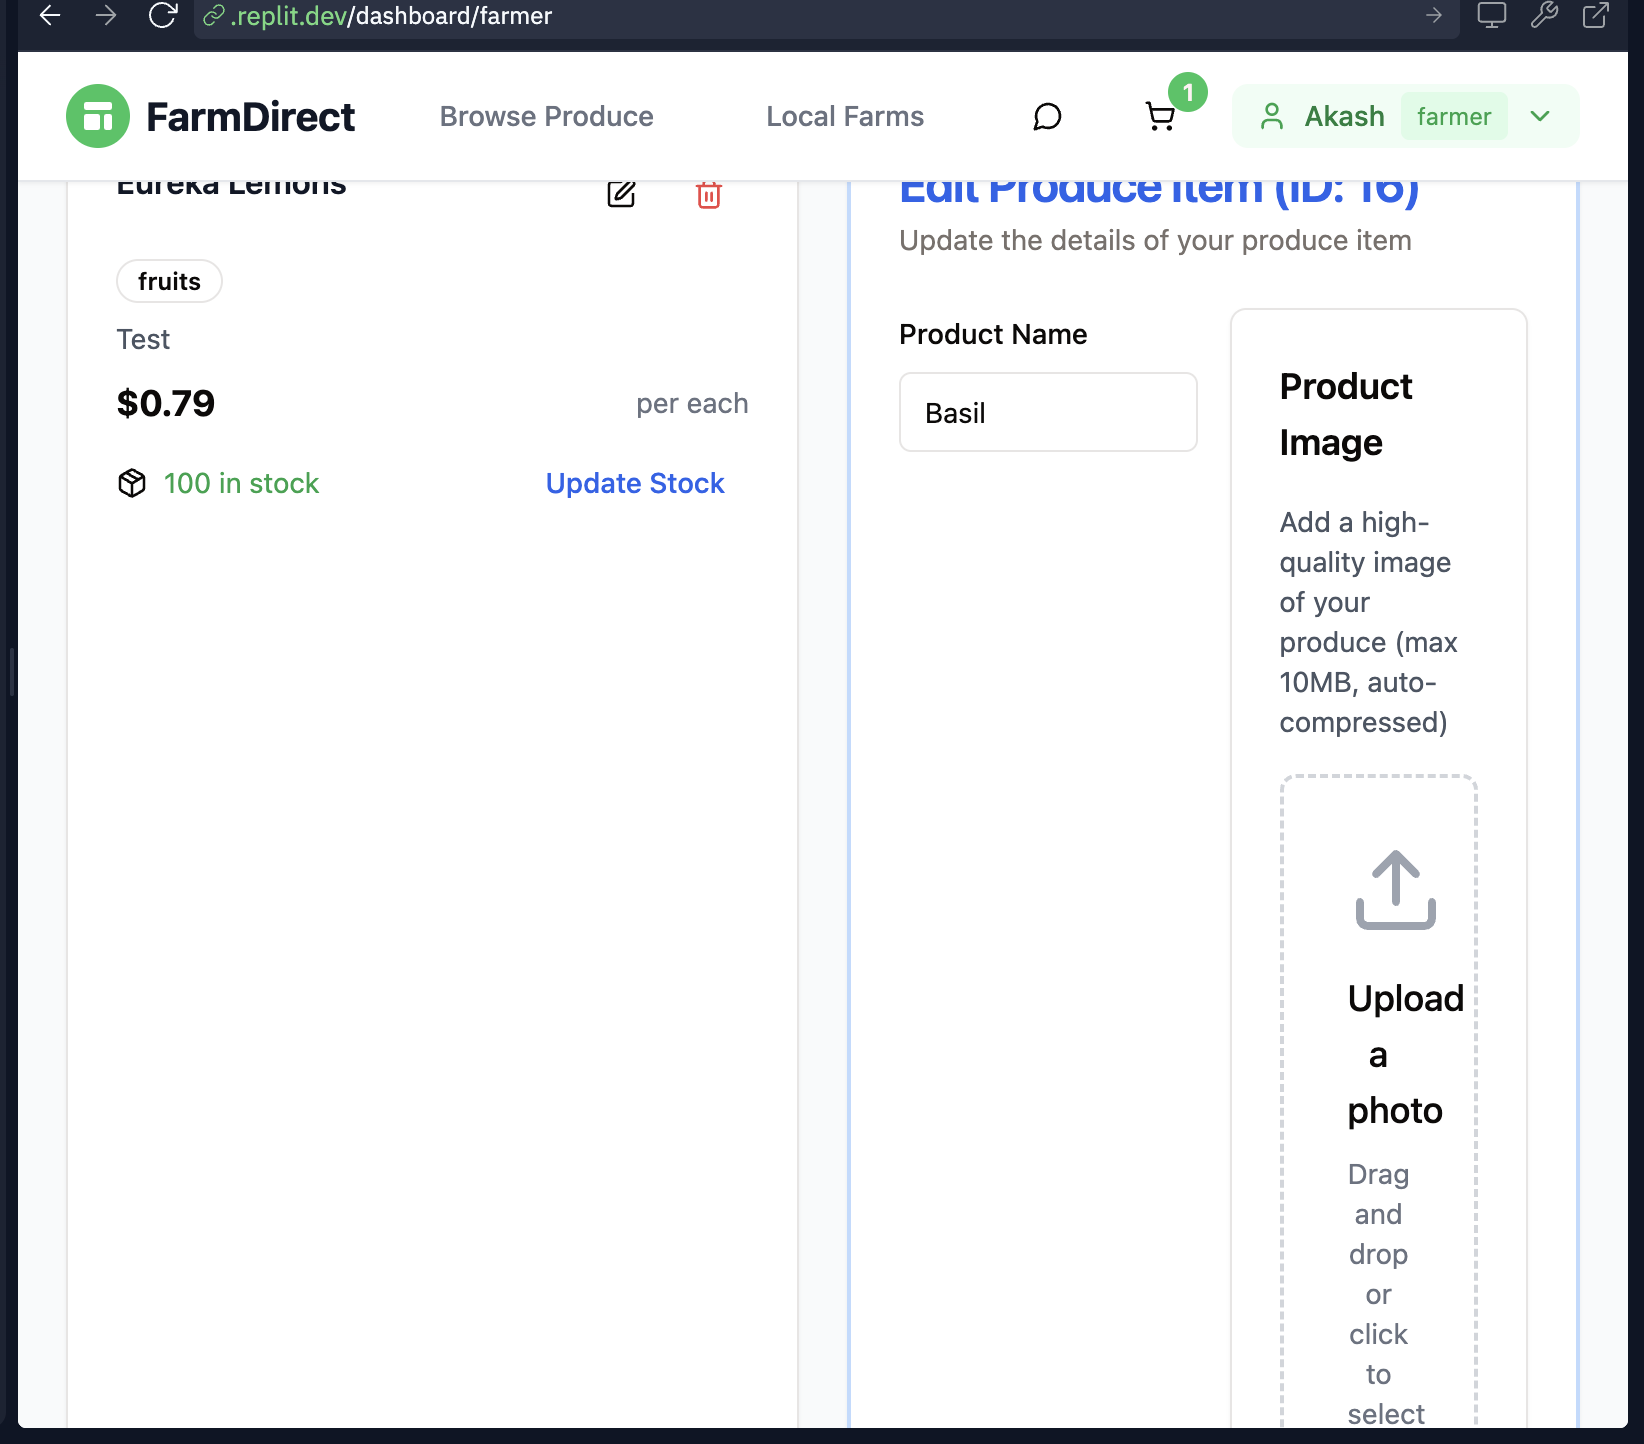 .replit.dev/dashboard/farmer
FarmDirect
Browse Produce
Local Farms
1
Akash
farmer
Eureka Lemons
fruits
Test
$0.79
per each
100 in stock
Update Stock
Edit Produce Item (ID: 16)
Update the details of your produce item
Product Name
Basil
Product
Image
Add a high-
quality image
of your
produce (max
10MB, auto-
compressed)
Upload
a
photo
Drag
and
drop
or
click
to
select